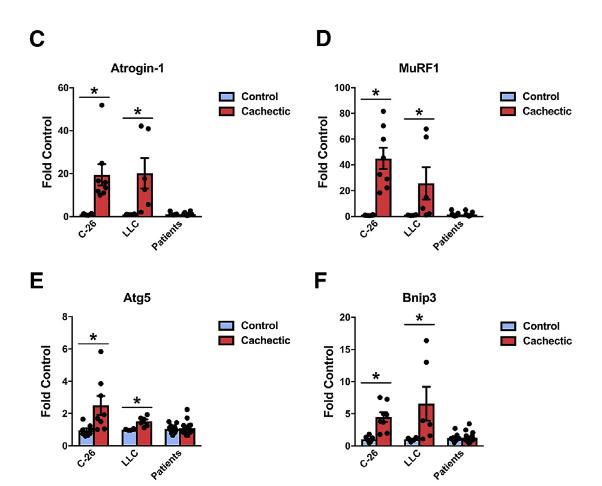 C
Atrogin-1
Fold Control
60
40
20
0
*
*
C-26
LLC
Patients
Control
Cachectic
D
MuRF1
Fold Control
100
80
60
40
20
0
*
*
C-26
LLC
Patients
Control
Cachectic
E
Atg5
Fold Control
8
6
4
2
0
*
*
C-26
LLC
Patients
Control
Cachectic
F
Bnip3
Fold Control
20
15
10
5
0
*
*
C-26
LLC
Patients
Control
Cachectic